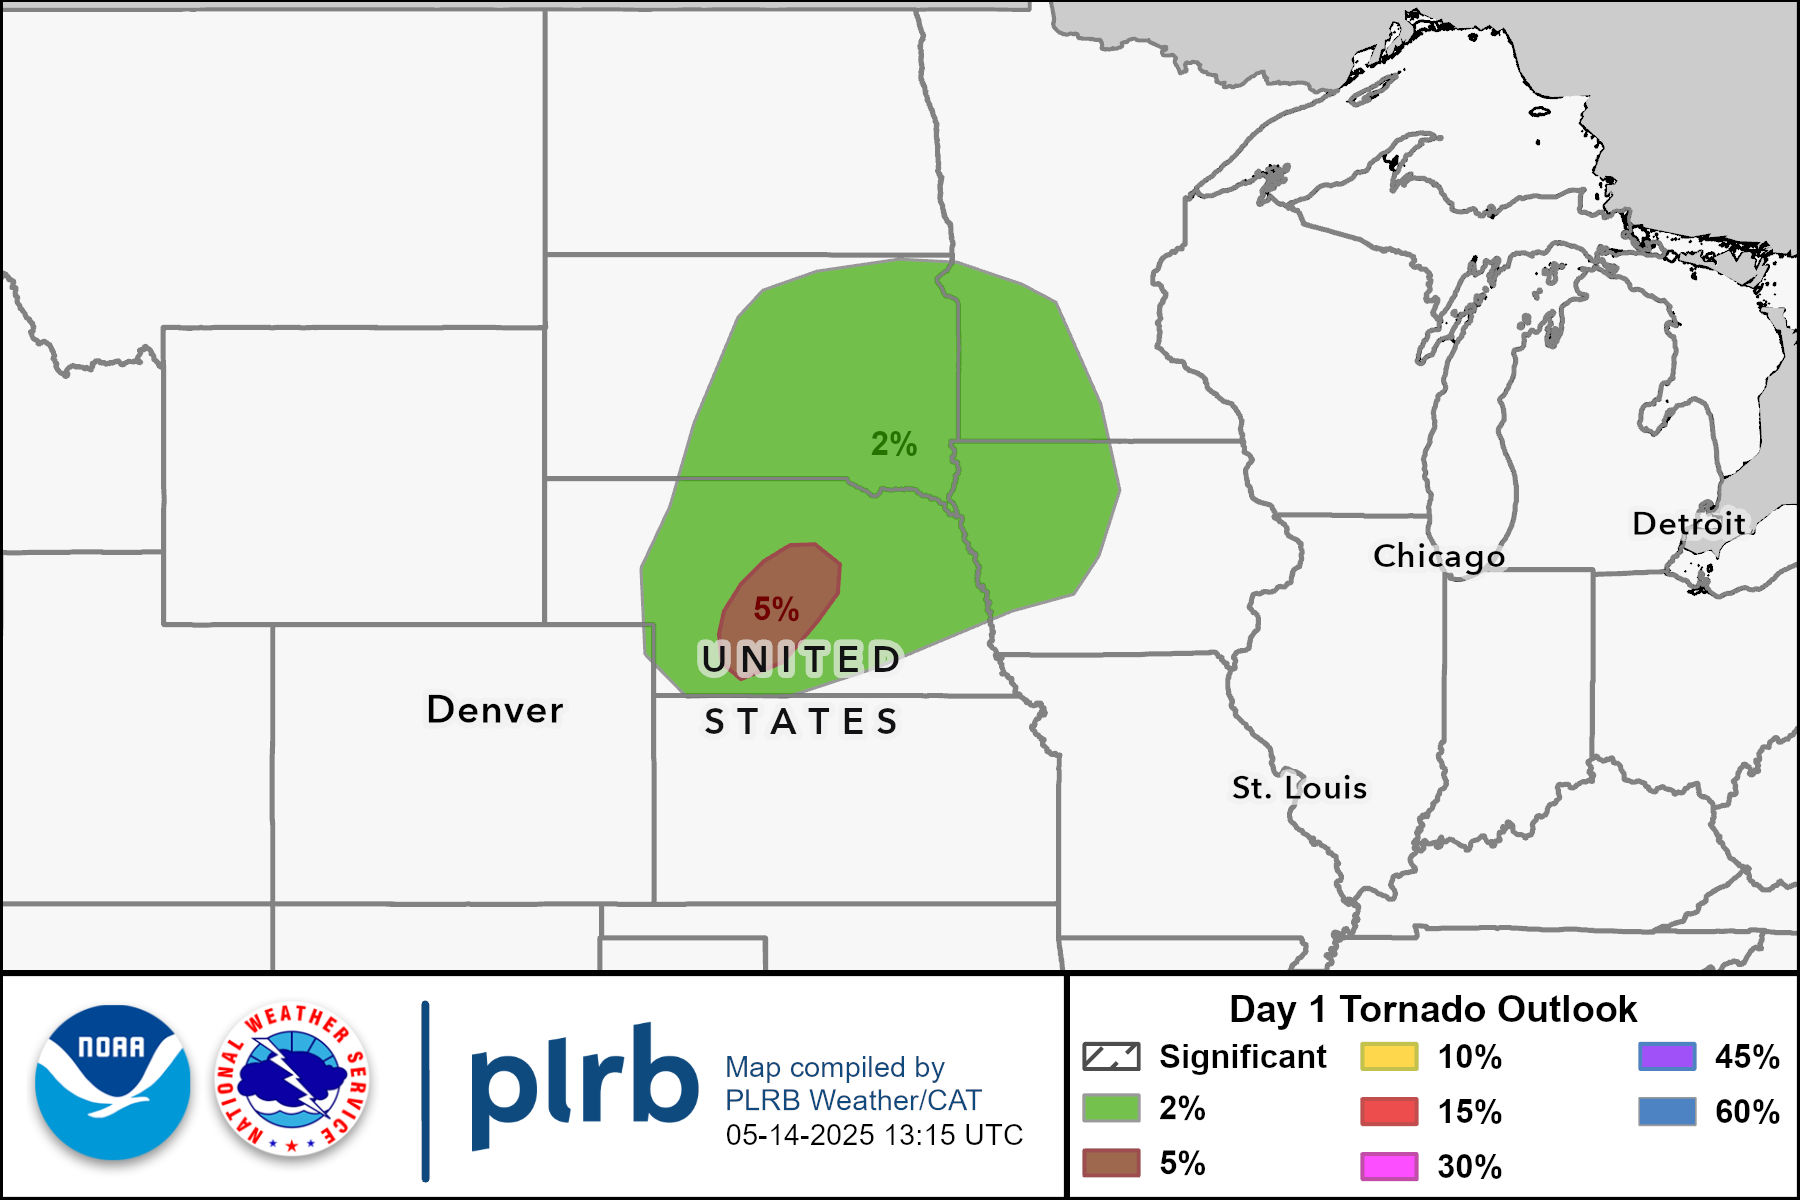 2%
5%
UNITED
STATES
Denver
Chicago
Detroit
St. Louis
NOAA
NATIONAL WEATHER SERVICE
plrb
Map compiled by
PLRB Weather/CAT
05-14-2025 13:15 UTC
Day 1 Tornado Outlook
Significant
2%
5%
10%
15%
30%
45%
60%